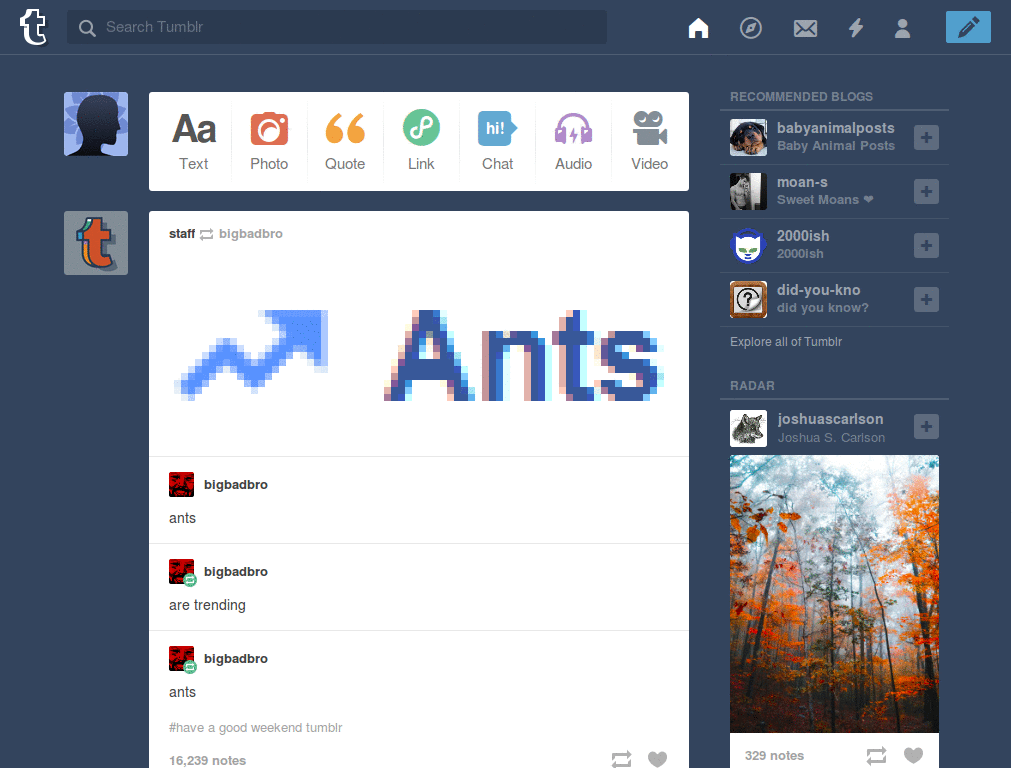 t
Search Tumblr
Aa
Text
Photo
Quote
Link
hi!
Chat
Audio
Video
t
staff bigbadbro
Ants
bigbadbro
ants
bigbadbro
are trending
bigbadbro
ants
#have a good weekend tumblr
16,239 notes
RECOMMENDED BLOGS
babyanimalposts
Baby Animal Posts
moan-s
Sweet Moans ❤
2000ish
2000ish
did-you-kno
did you know?
?
Explore all of Tumblr
RADAR
joshuascarlson
Joshua S. Carlson
329 notes